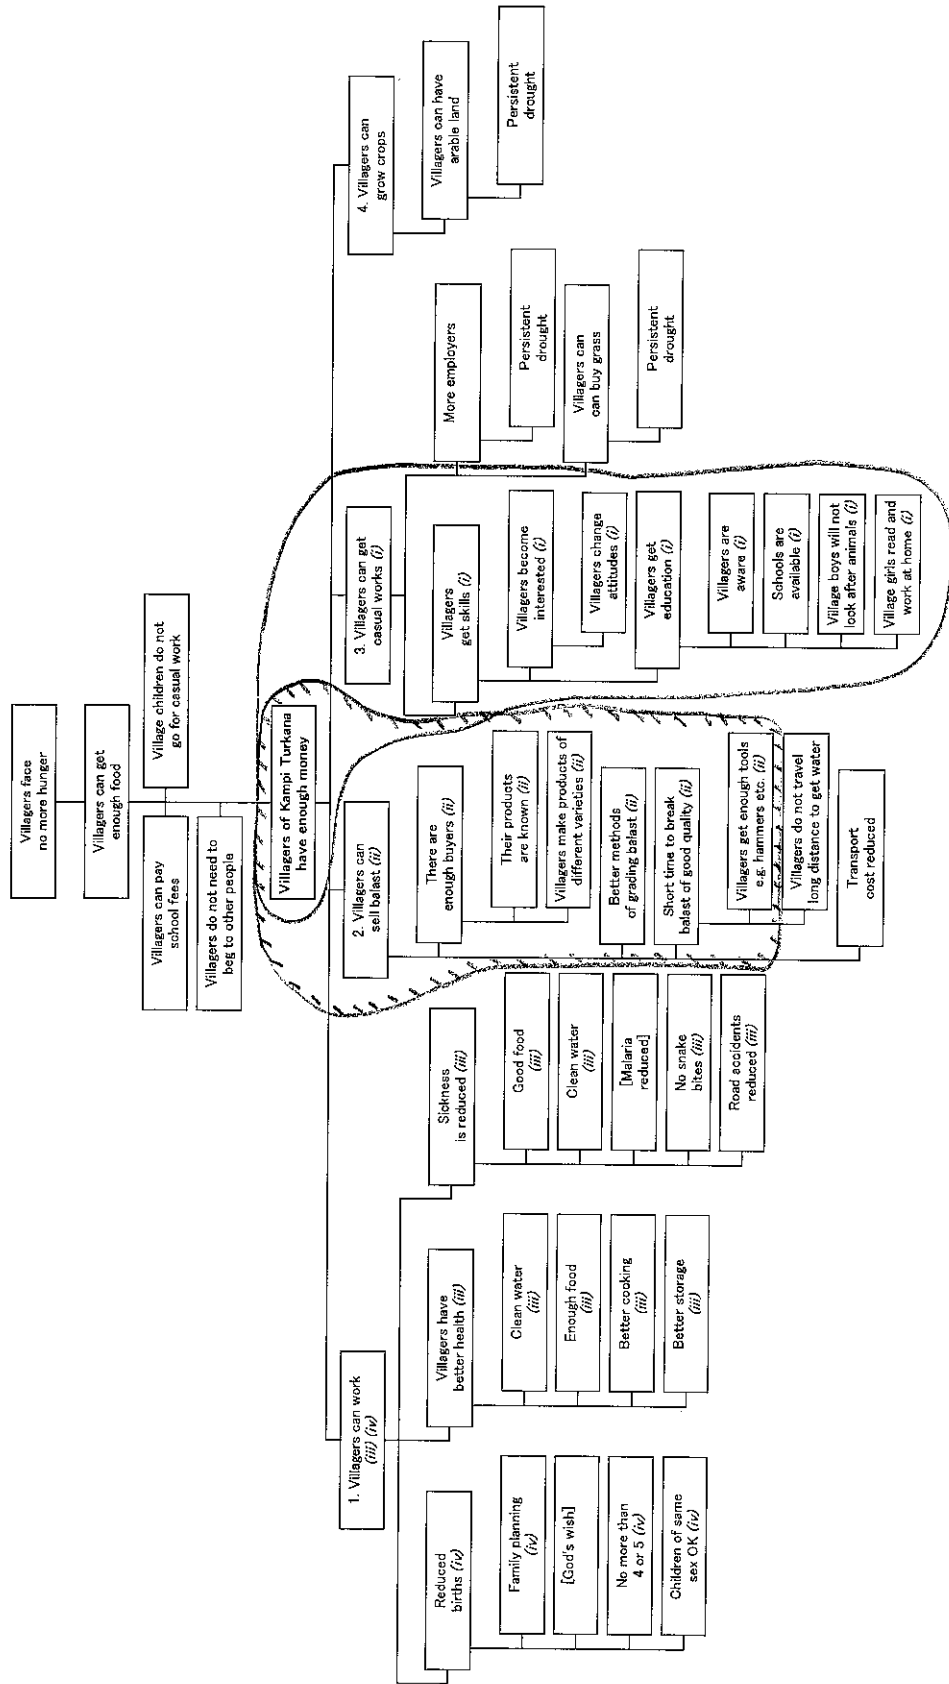 Villagers face
no more hunger
Villagers can get
enough food
Villagers can pay
school fees
Village children do not
go for casual work
Villagers do not need to
beg to other people
Villagers of Kampi Turkana
have enough money
1. Villagers can work
(iii) (iv)
Reduced
births (iv)
Family planning
(iv)
[God's wish]
No more than
4 or 5 (iv)
Children of same
sex OK (iv)
Villagers have
better health (iii)
Clean water
(iii)
Enough food
(iii)
Better cooking
(iii)
Better storage
(iii)
Sickness
is reduced (iii)
Good food
(iii)
Clean water
(iii)
[Malaria
reduced]
No snake
bites (iii)
Road accidents
reduced (iii)
2. Villagers can
sell ballast (ii)
There are
enough buyers (ii)
Their products
are known (ii)
Villagers make products of
different varieties (ii)
Better methods
of grading ballast (ii)
Short time to break
balast of good quality (ii)
Villagers get enough tools
e.g. hammers etc. (ii)
Villagers do not travel
long distance to get water
Transport
cost reduced
3. Villagers can get
casual works (i)
Villagers
get skills (i)
Villagers become
interested (i)
Villagers change
attitudes (i)
Villagers get
education (i)
Villagers are
aware (i)
Schools are
available (i)
Village boys will not
look after animals (i)
Village girls read and
work at home (i)
More employers
Persistent
drought
Villagers can
can buy grass
Persistent
drought
4. Villagers can
grow crops
Villagers can have
arable land
Persistent
drought